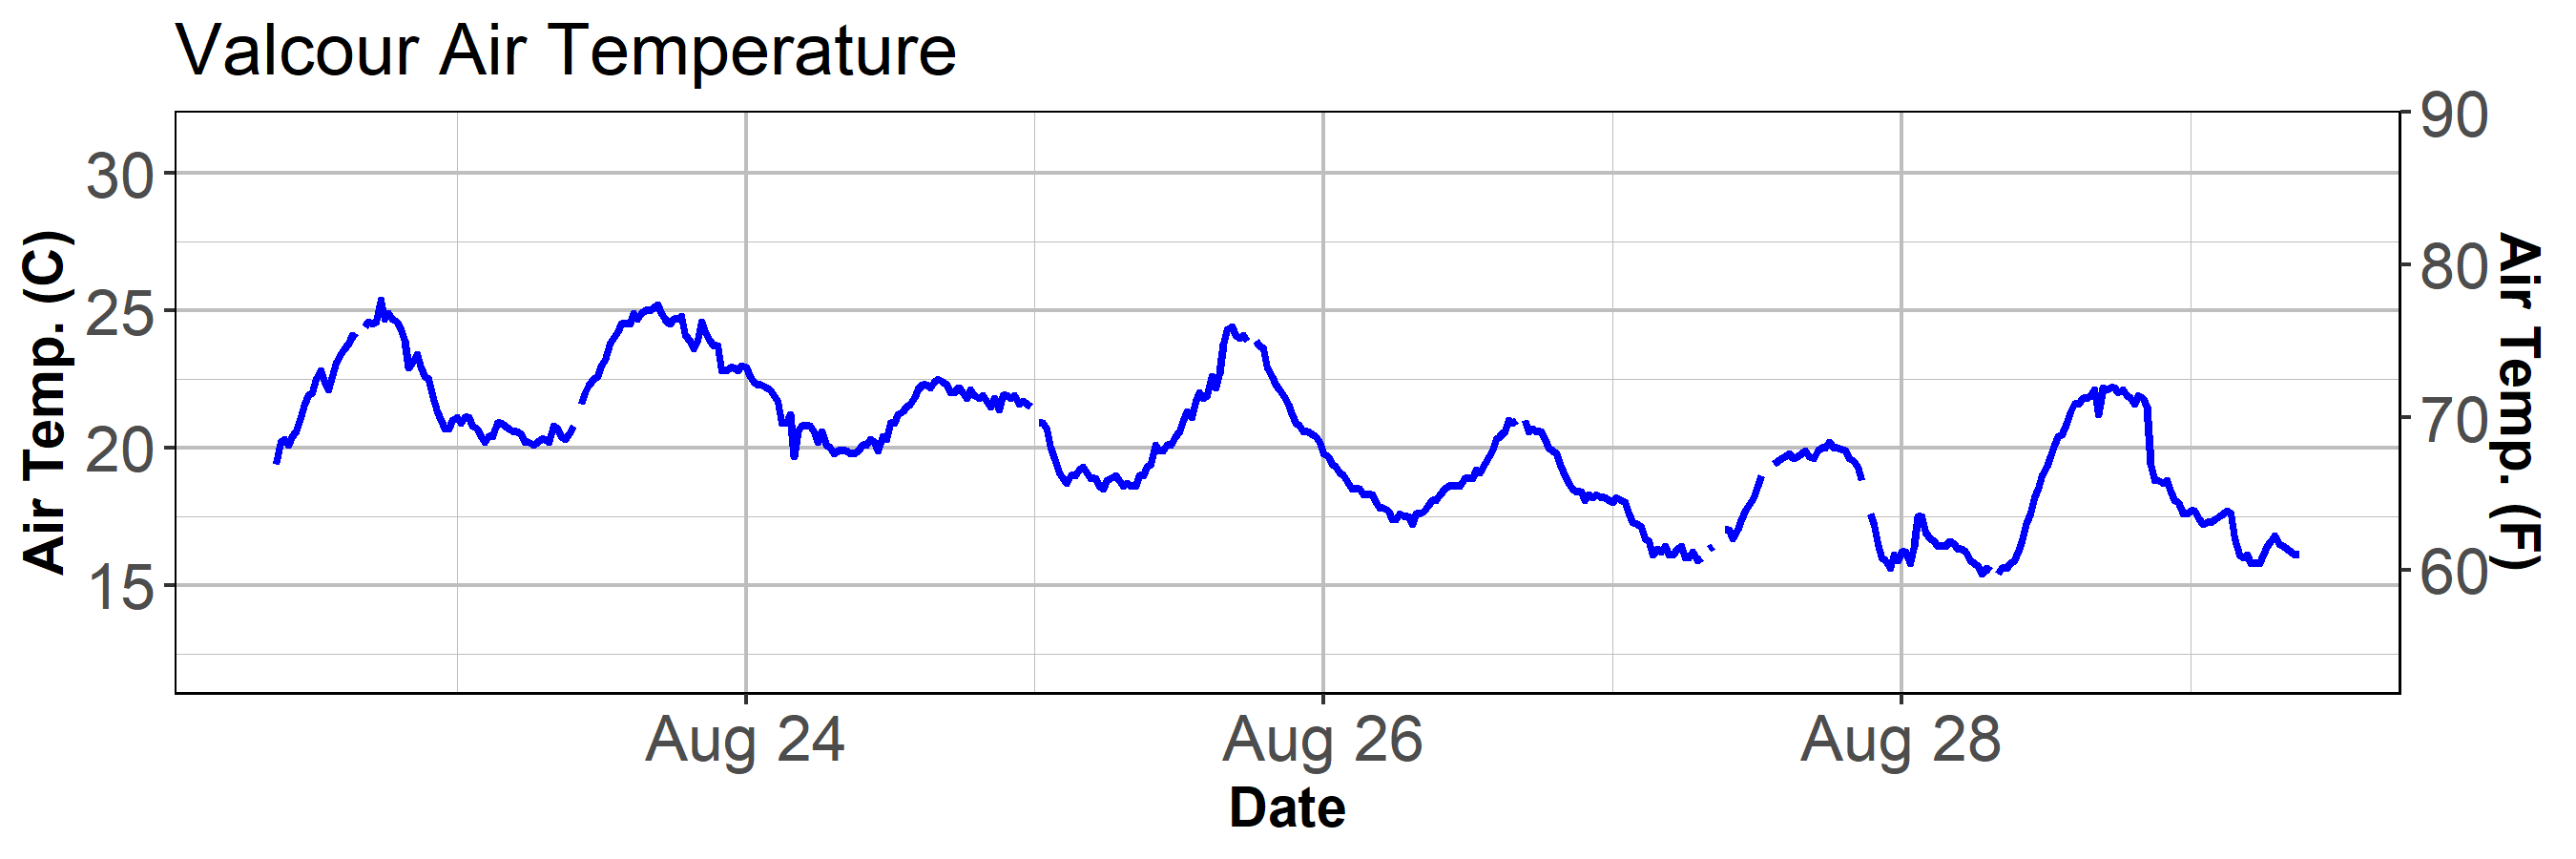 Valcour Air Temperature
Air Temp. (C)
30
25
20
15
90
80
70
60
Air Temp. (F)
Aug 24 Aug 26 Aug 28
Date